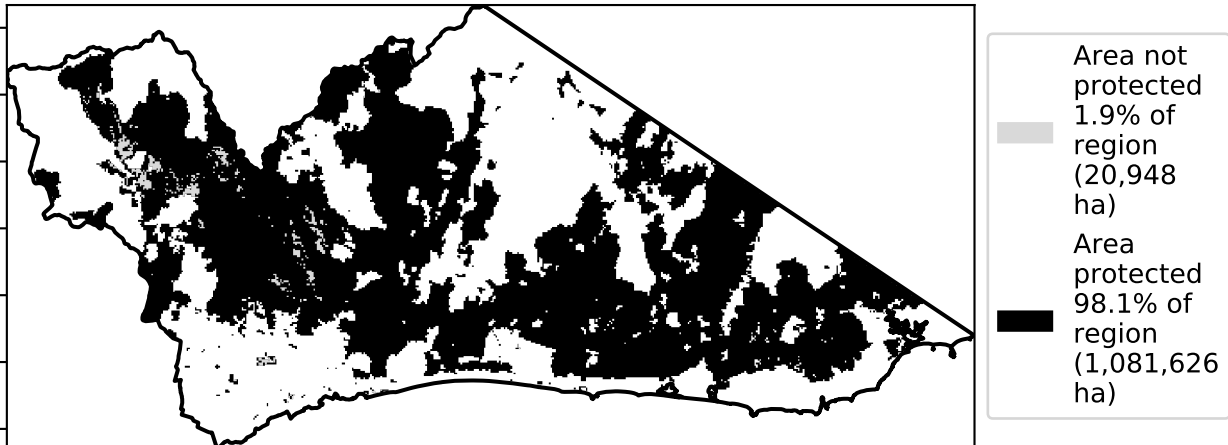 Area not
protected
1.9% of
region
(20,948
ha)
Area
protected
98.1% of
region
(1,081,626
ha)